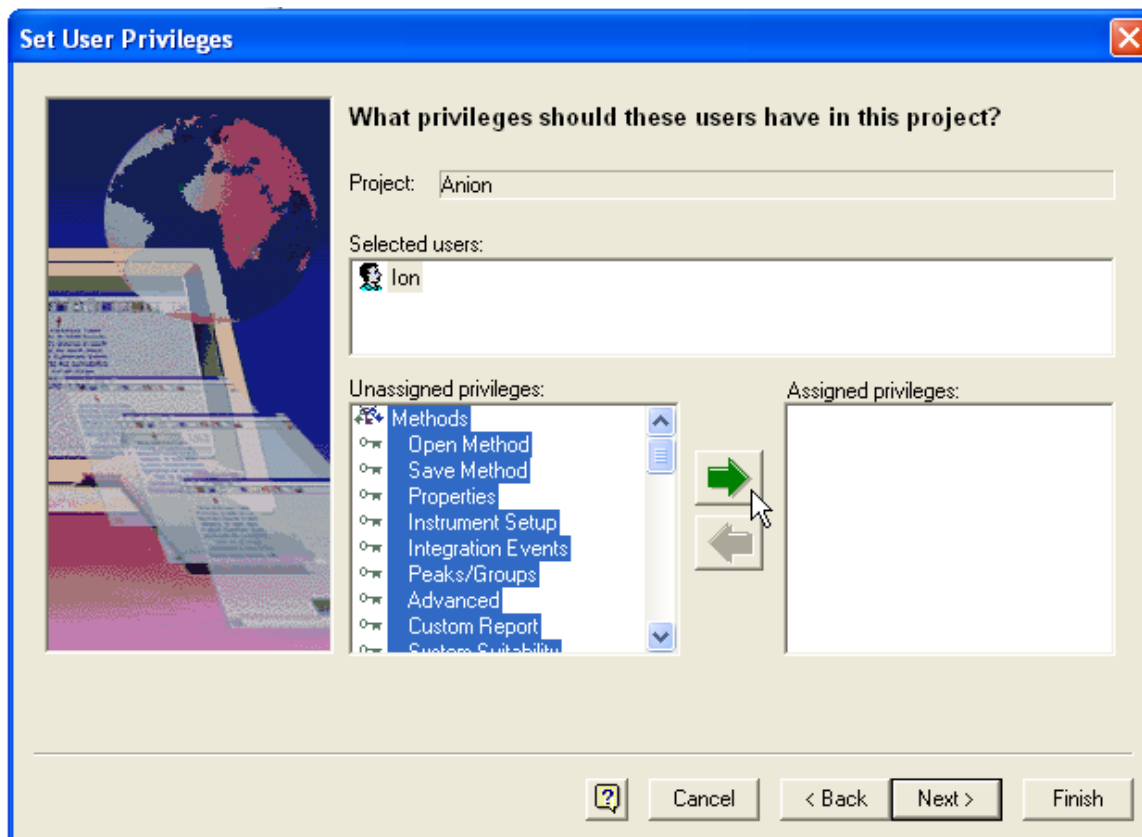 Set User Privileges
What privileges should these users have in this project?
Project: Anion
Selected users:
Ion
Unassigned privileges:
Methods
Open Method
Save Method
Properties
Instrument Setup
Integration Events
Peaks/Groups
Advanced
Custom Report
System Suitability
Assigned privileges:
? Cancel < Back Next > Finish